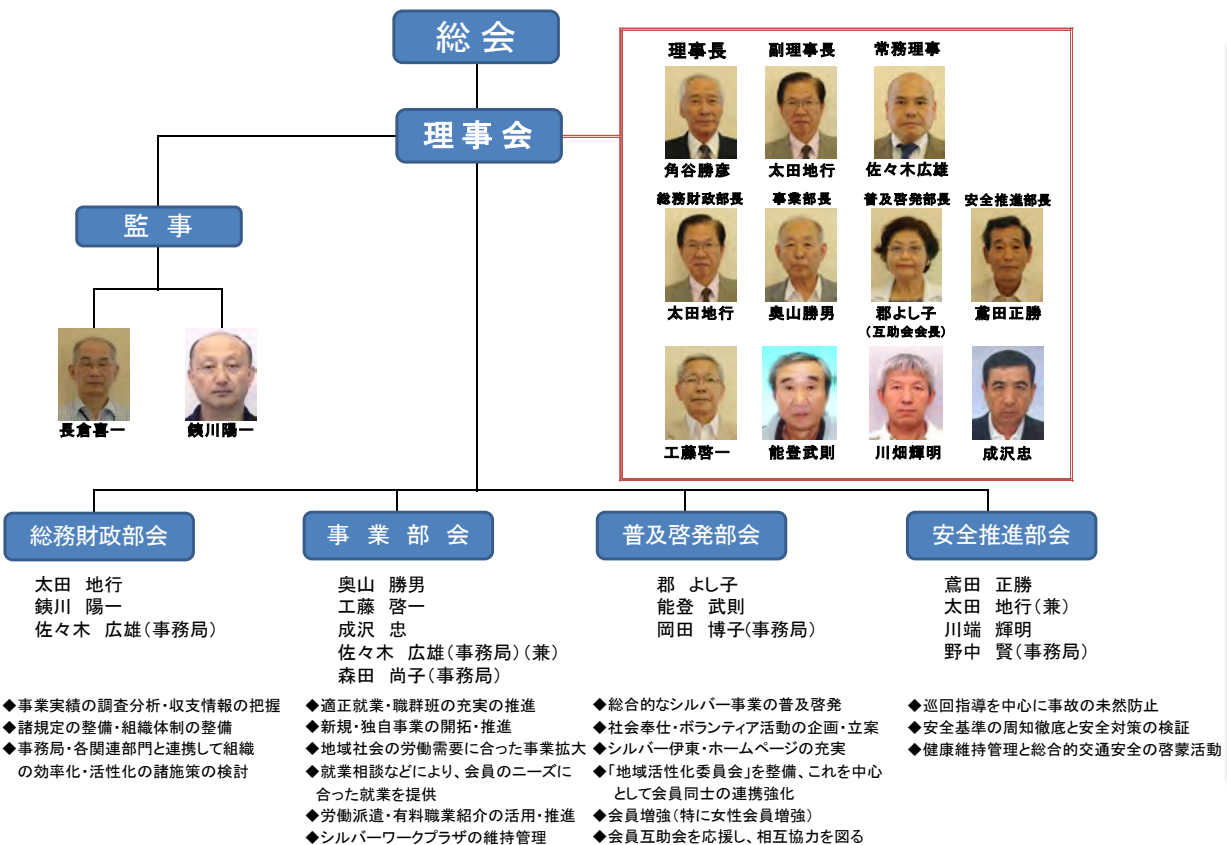 総会
理事会
監 事
長倉喜一
銕川陽一
理事長 副理事長 常務理事
角谷勝彦 太田地行 佐々木広雄
総務財政部長 事業部長 普及啓発部長 安全推進部長
太田地行 奥山勝男 郡よし子 鳶田正勝
(互助会会長)
工藤啓一 能登武則 川畑輝明 成沢忠
総務財政部会
太田 地行
銕川 陽一
佐々木 広雄(事務局)
◆事業実績の調査分析・収支情報の把握
◆諸規定の整備・組織体制の整備
◆事務局・各関連部門と連携して組織
の効率化・活性化の諸施策の検討
事 業 部 会
奥山 勝男
工藤 啓一
成沢 忠
佐々木 広雄(事務局)(兼)
森田 尚子(事務局)
◆適正就業・職群班の充実の推進
◆新規・独自事業の開拓・推進
◆地域社会の労働需要に合った事業拡大
◆就業相談などにより、会員のニーズに
合った就業を提供
◆労働派遣・有料職業紹介の活用・推進
◆シルバーワークプラザの維持管理
普及啓発部会
郡 よし子
能登 武則
岡田 博子(事務局)
◆総合的なシルバー事業の普及啓発
◆社会奉仕・ボランティア活動の企画・立案
◆シルバー伊東・ホームページの充実
◆「地域活性化委員会」を整備、これを中心
として会員同士の連携強化
◆会員増強(特に女性会員増強)
◆会員互助会を応援し、相互協力を図る
安全推進部会
鳶田 正勝
太田 地行(兼)
川端 輝明
野中 賢(事務局)
◆巡回指導を中心に事故の未然防止
◆安全基準の周知徹底と安全対策の検証
◆健康維持管理と総合的交通安全の啓蒙活動